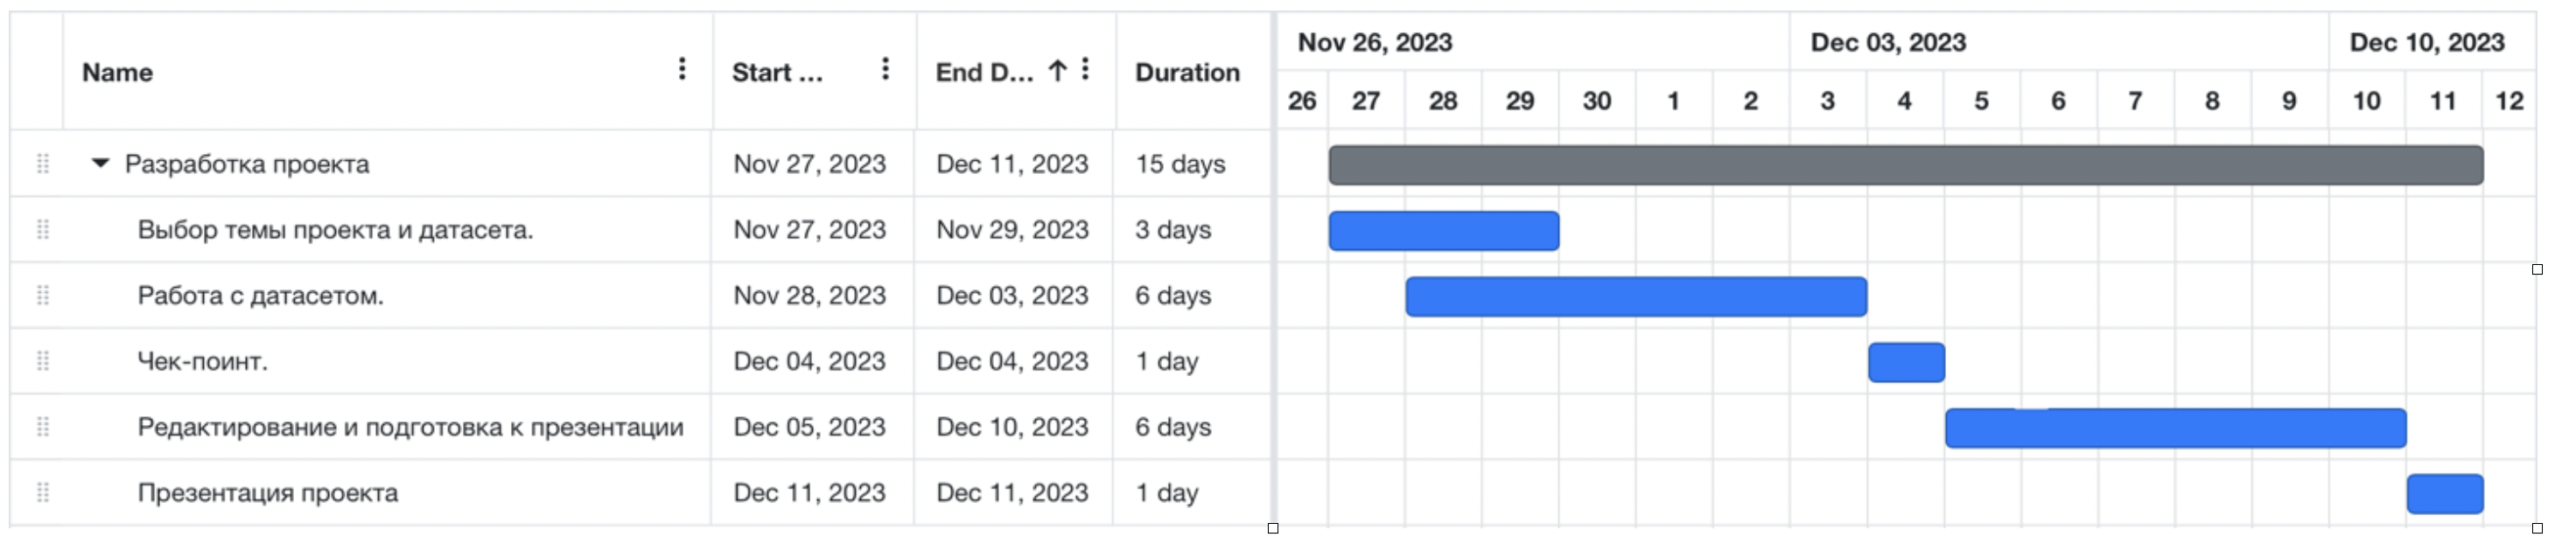 Nov 26, 2023 Dec 03, 2023 Dec 10, 2023
Name Start ... End D... ↑ Duration
26 27 28 29 30 1 2 3 4 5 6 7 8 9 10 11 12
Разработка проекта Nov 27, 2023 Dec 11, 2023 15 days
Выбор темы проекта и датасета. Nov 27, 2023 Nov 29, 2023 3 days
Работа с датасетом. Nov 28, 2023 Dec 03, 2023 6 days
Чек-поинт. Dec 04, 2023 Dec 04, 2023 1 day
Редактирование и подготовка к презентации Dec 05, 2023 Dec 10, 2023 6 days
Презентация проекта Dec 11, 2023 Dec 11, 2023 1 day